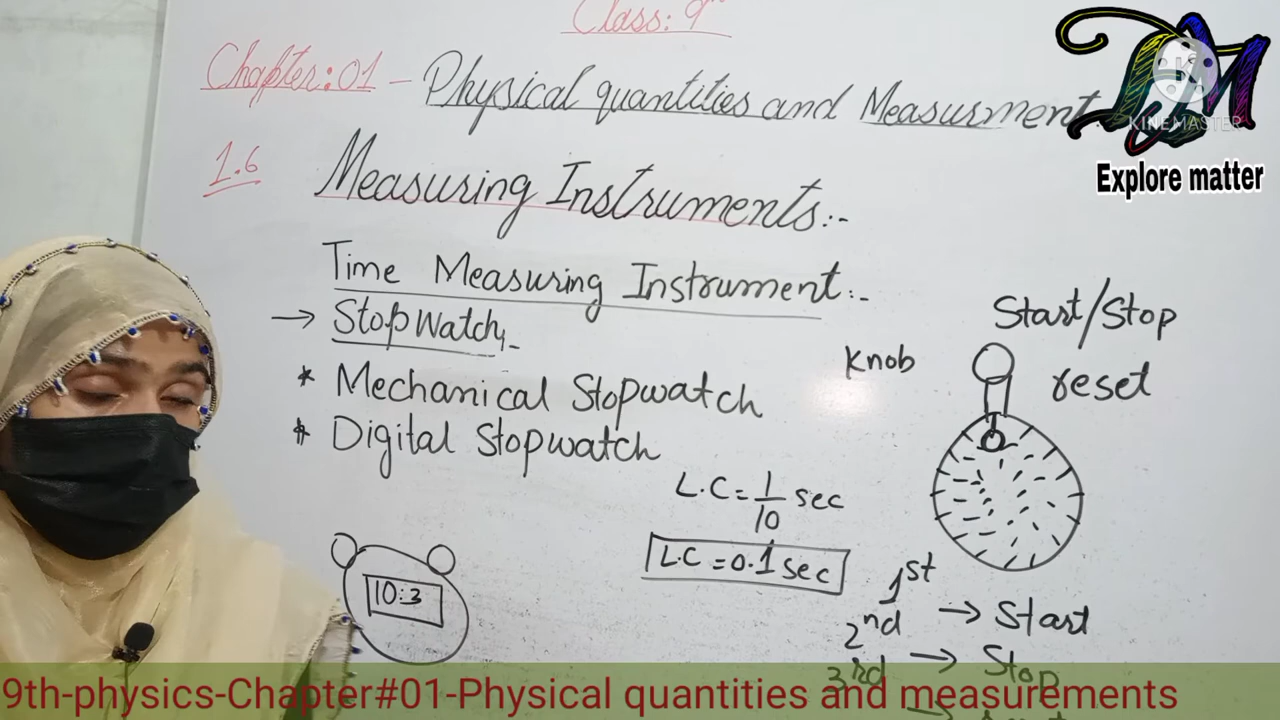 Class: 9th
Chapter: 01 - Physical quantities and Measurment.
1.6 Measuring Instruments:-
Time Measuring Instrument:-
→ StopWatch,-
* Mechanical Stopwatch
* Digital Stopwatch
L.C = 1/10 sec
L.C = 0.1 sec
10:3
Start/Stop
Knob
reset
1st → Start
2nd → Stop
3rd →
DM
KINEMASTER
Explore matter
9th-physics-Chapter#01-Physical quantities and measurements